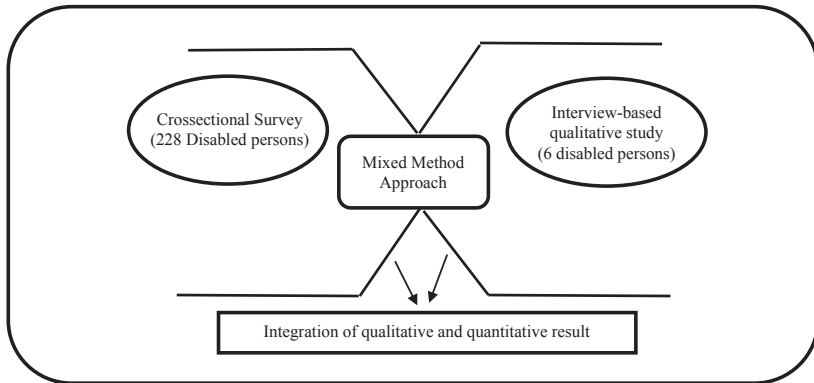 Crossectional Survey
(228 Disabled persons)
Interview-based
qualitative study
(6 disabled persons)
Mixed Method
Approach
Integration of qualitative and quantitative result